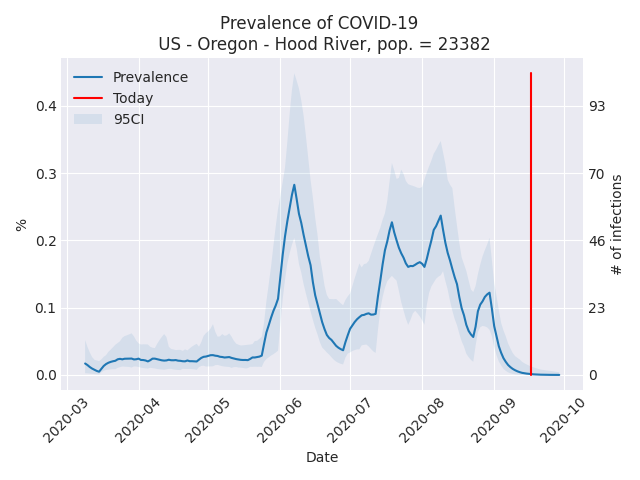 Prevalence of COVID-19
US - Oregon - Hood River, pop. = 23382
Prevalence
Today
95CI
0.4
0.3
0.2
0.1
0.0
%
93
70
46
23
0
# of infections
2020-03
2020-04
2020-05
2020-06
2020-07
2020-08
2020-09
2020-10
Date